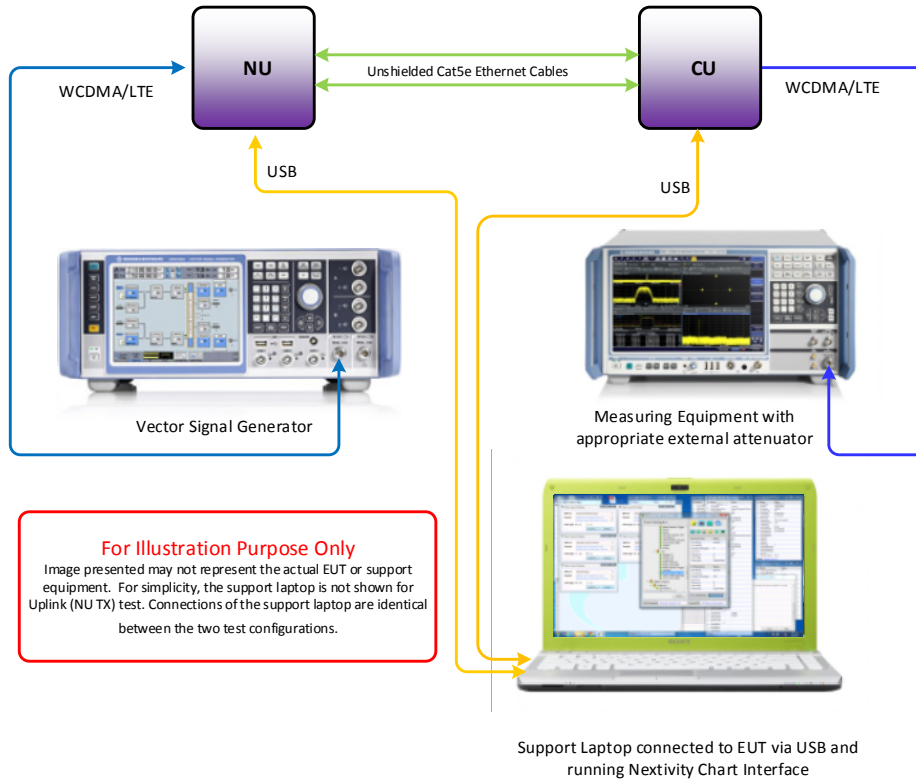 NU
CU
Unshielded Cat5e Ethernet Cables
WCDMA/LTE
WCDMA/LTE
USB
USB
Vector Signal Generator
Measuring Equipment with
appropriate external attenuator
For Illustration Purpose Only
Image presented may not represent the actual EUT or support
equipment. For simplicity, the support laptop is not shown for
Uplink (NU TX) test. Connections of the support laptop are identical
between the two test configurations.
Support Laptop connected to EUT via USB and
running Nextivity Chart Interface